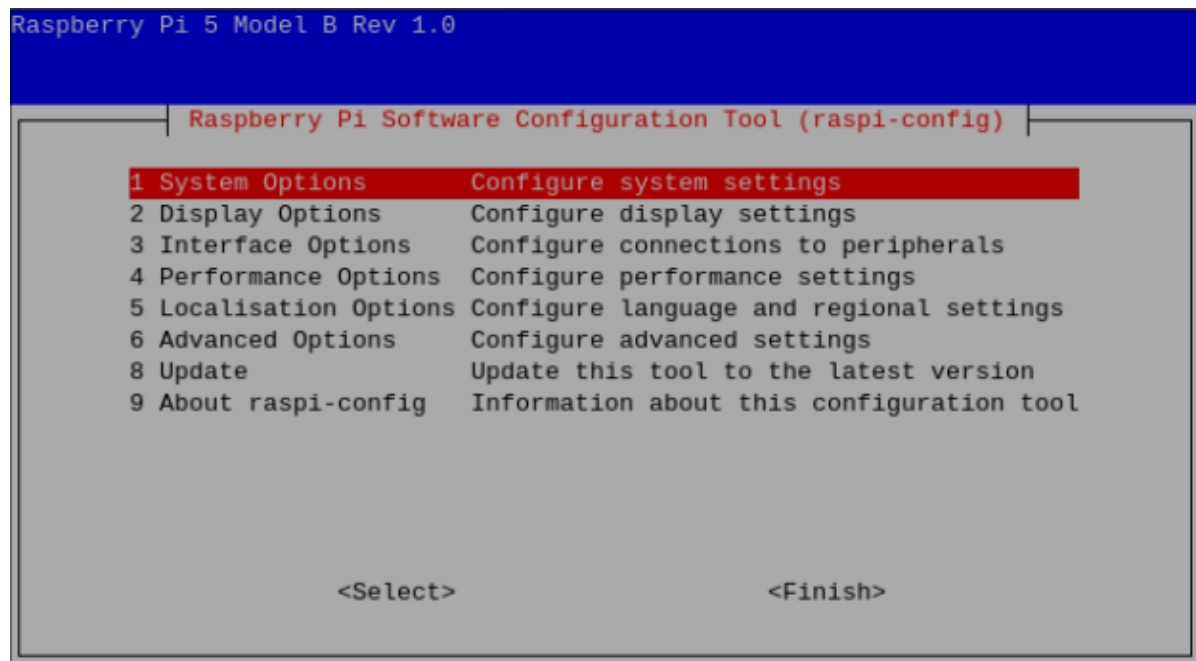 Raspberry Pi 5 Model B Rev 1.0
Raspberry Pi Software Configuration Tool (raspi-config)
1 System Options Configure system settings
2 Display Options Configure display settings
3 Interface Options Configure connections to peripherals
4 Performance Options Configure performance settings
5 Localisation Options Configure language and regional settings
6 Advanced Options Configure advanced settings
8 Update Update this tool to the latest version
9 About raspi-config Information about this configuration tool
<Select> <Finish>